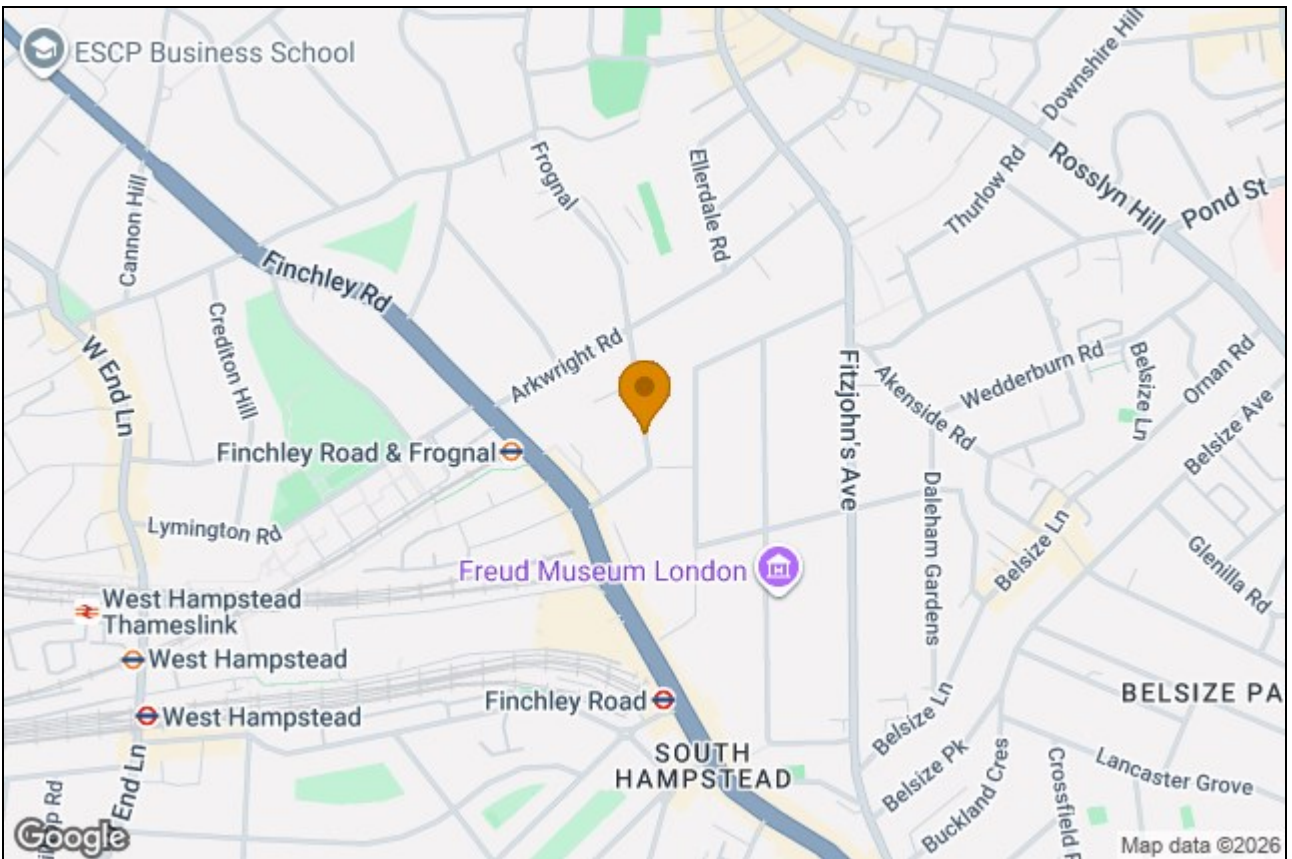 ESCP Business School
Downshire Hill
Frognal
Ellerdale Rd
Thurlow Rd
Rosslyn Hill
Pond St
Cannon Hill
Finchley Rd
Crediton Hill
W End Ln
Arkwright Rd
Fitzjohn's Ave
Akenside Rd
Wedderburn Rd
Belsize Ln
Ornan Rd
Belsize Ave
Finchley Road & Frognal
Lymington Rd
Daleham Gardens
Belsize Ln
Glenilla Rd
Freud Museum London
West Hampstead
Thameslink
West Hampstead
West Hampstead
Finchley Road
BELSIZE PA
SOUTH
HAMPSTEAD
Belsize Ln
Belsize Pk
Buckland Cres
Lancaster Grove
Crossfield R
End Ln
Rd
Google
Map data ©2026